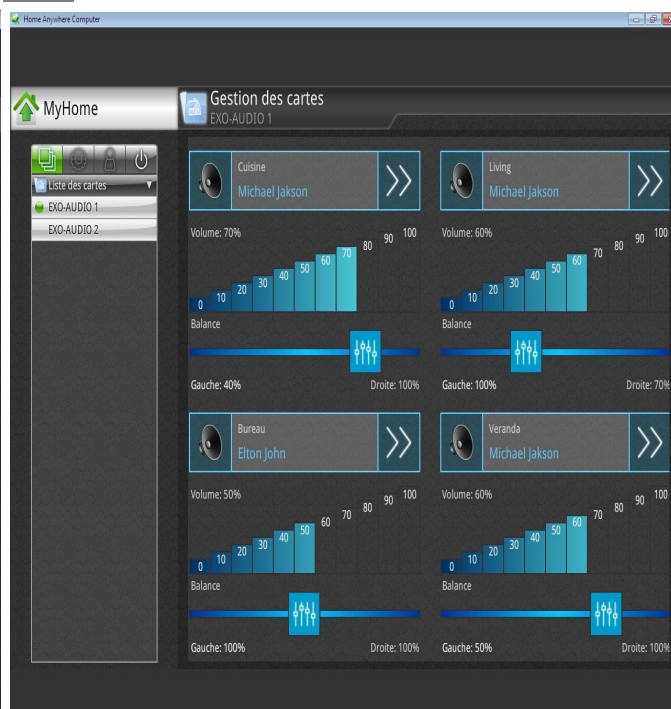 Home Anywhere Computer
MyHome
Gestion des cartes
EXO-AUDIO 1
Liste des cartes
EXO-AUDIO 1
EXO-AUDIO 2
Cuisine
Michael Jakson
Volume: 70%
0 10 20 30 40 50 60 70 80 90 100
Balance
Gauche: 40% Droite: 100%
Living
Michael Jakson
Volume: 60%
0 10 20 30 40 50 60 70 80 90 100
Balance
Gauche: 100% Droite: 70%
Bureau
Elton John
Volume: 50%
0 10 20 30 40 50 60 70 80 90 100
Balance
Gauche: 100% Droite: 100%
Veranda
Michael Jakson
Volume: 60%
0 10 20 30 40 50 60 70 80 90 100
Balance
Gauche: 50% Droite: 100%